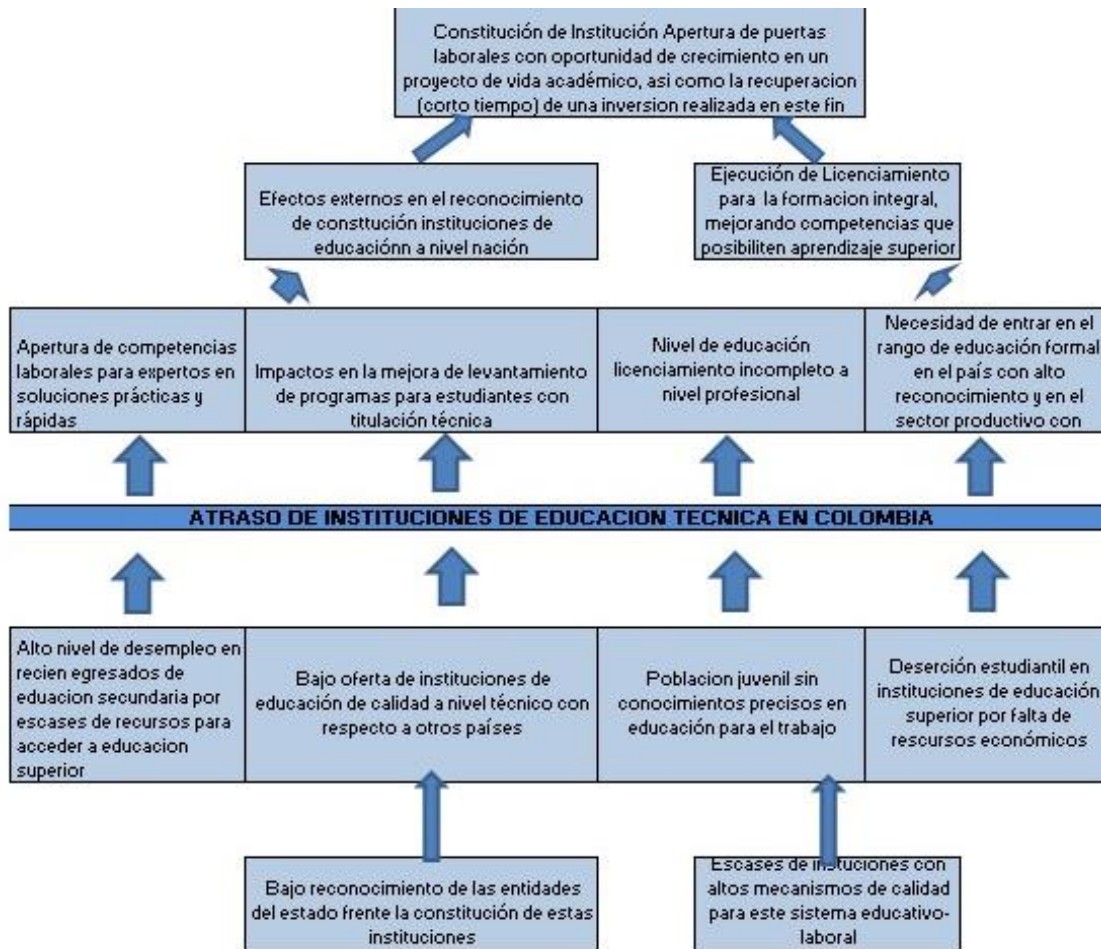 Constitución de Institución Apertura de puertas
laborales con oportunidad de crecimiento en un
proyecto de vida académico, asi como la recuperacion
(corto tiempo) de una inversion realizada en este fin
Efectos externos en el reconocimiento
de consttución instituciones de
educaciónn a nivel nación
Ejecución de Licenciamiento
para la formacion integral,
mejorando competencias que
posibiliten aprendizaje superior
Apertura de competencias
laborales para expertos en
soluciones prácticas y
rápidas
Impactos en la mejora de levantamiento
de programas para estudiantes con
titulación técnica
Nivel de educación
licenciamiento incompleto a
nivel profesional
Necesidad de entrar en el
rango de educación formal
en el país con alto
reconocimiento y en el
sector productivo con
ATRASO DE INSTITUCIONES DE EDUCACION TECNICA EN COLOMBIA
Alto nivel de desempleo en
recien egresados de
eduacion secundaria por
escases de recursos para
acceder a educacion
superior
Bajo oferta de instituciones de
educación de calidad a nivel técnico con
respecto a otros países
Poblacion juvenil sin
conocimientos precisos en
educación para el trabajo
Deserción estudiantil en
instituciones de educación
superior por falta de
rescursos económicos
Bajo reconocimiento de las entidades
del estado frente la constitución de estas
instituciones
Escases de instuciones con
altos mecanismos de calidad
para este sistema educativo-
laboral